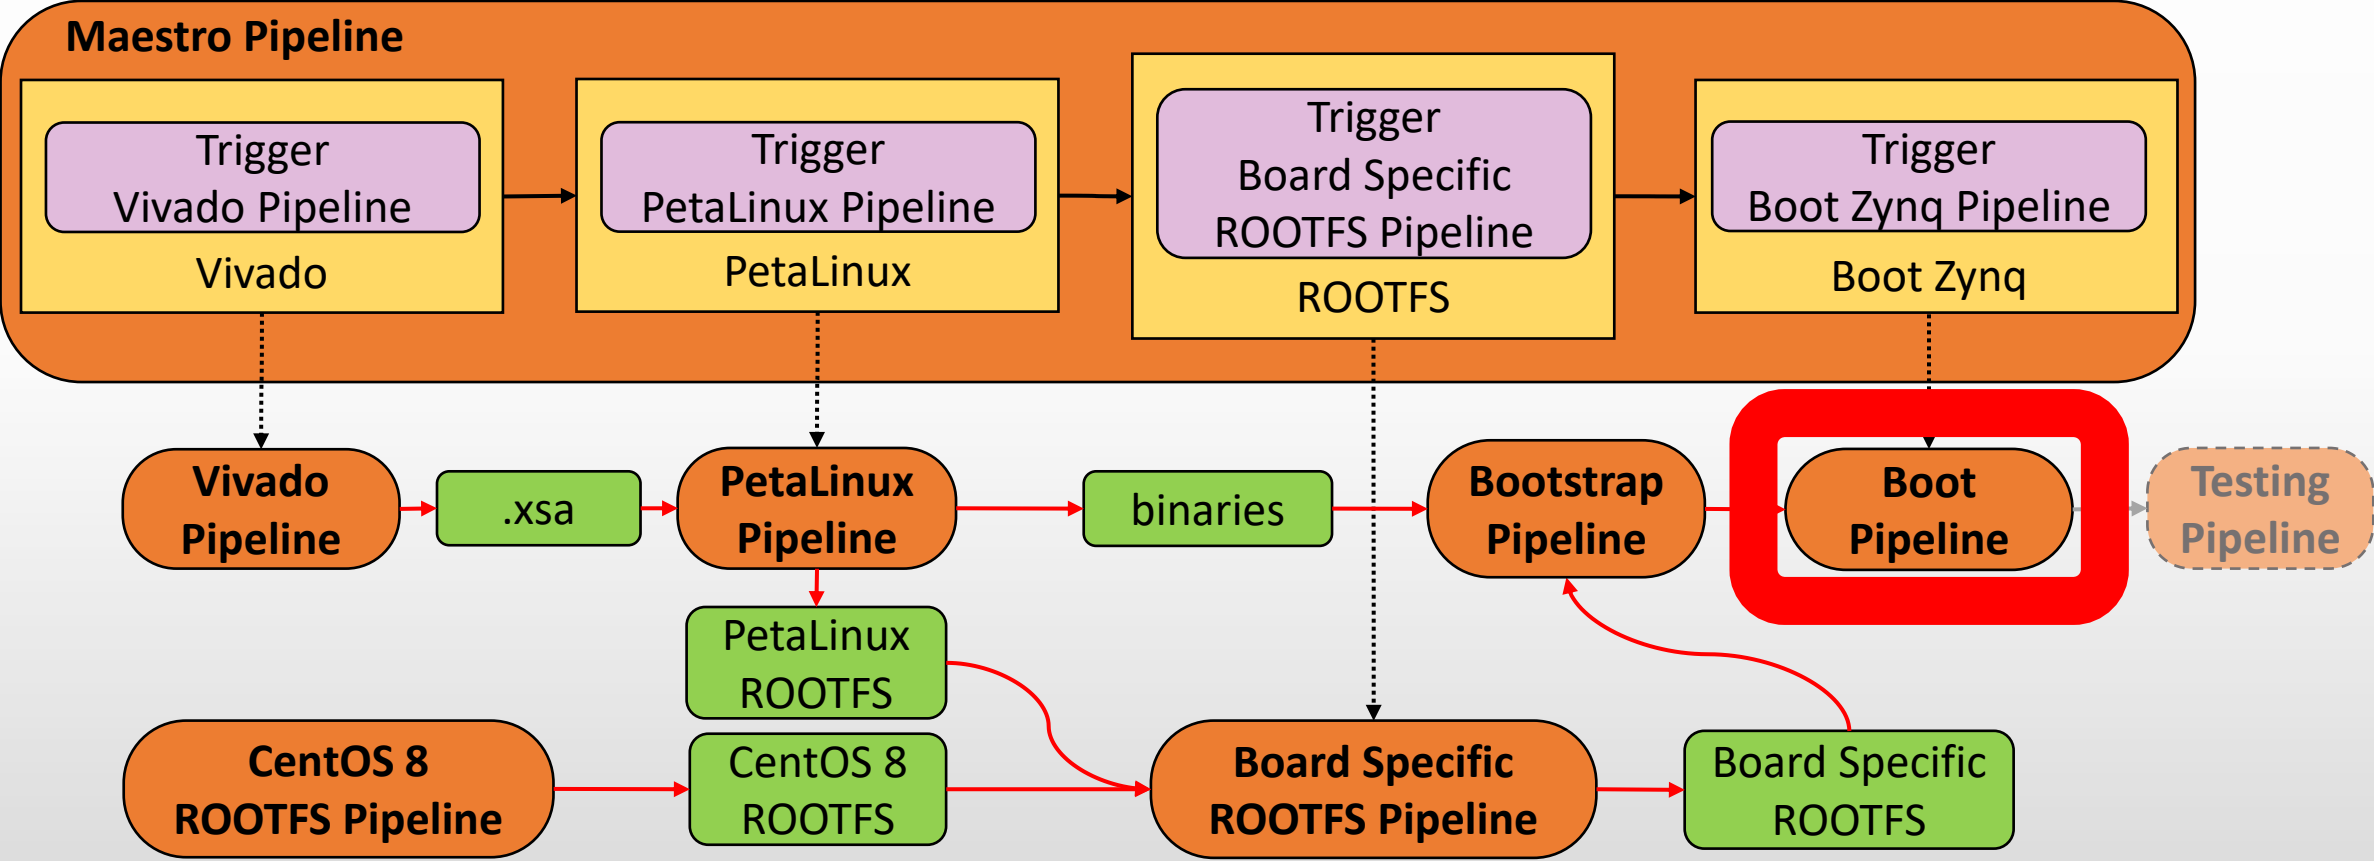 Maestro Pipeline
Trigger
Vivado Pipeline
Vivado
Trigger
PetaLinux Pipeline
PetaLinux
Trigger
Board Specific
ROOTFS Pipeline
ROOTFS
Trigger
Boot Zynq Pipeline
Boot Zynq
Vivado
Pipeline
.xsa
PetaLinux
Pipeline
binaries
Bootstrap
Pipeline
Boot
Pipeline
Testing
Pipeline
PetaLinux
ROOTFS
CentOS 8
ROOTFS Pipeline
CentOS 8
ROOTFS
Board Specific
ROOTFS Pipeline
Board Specific
ROOTFS